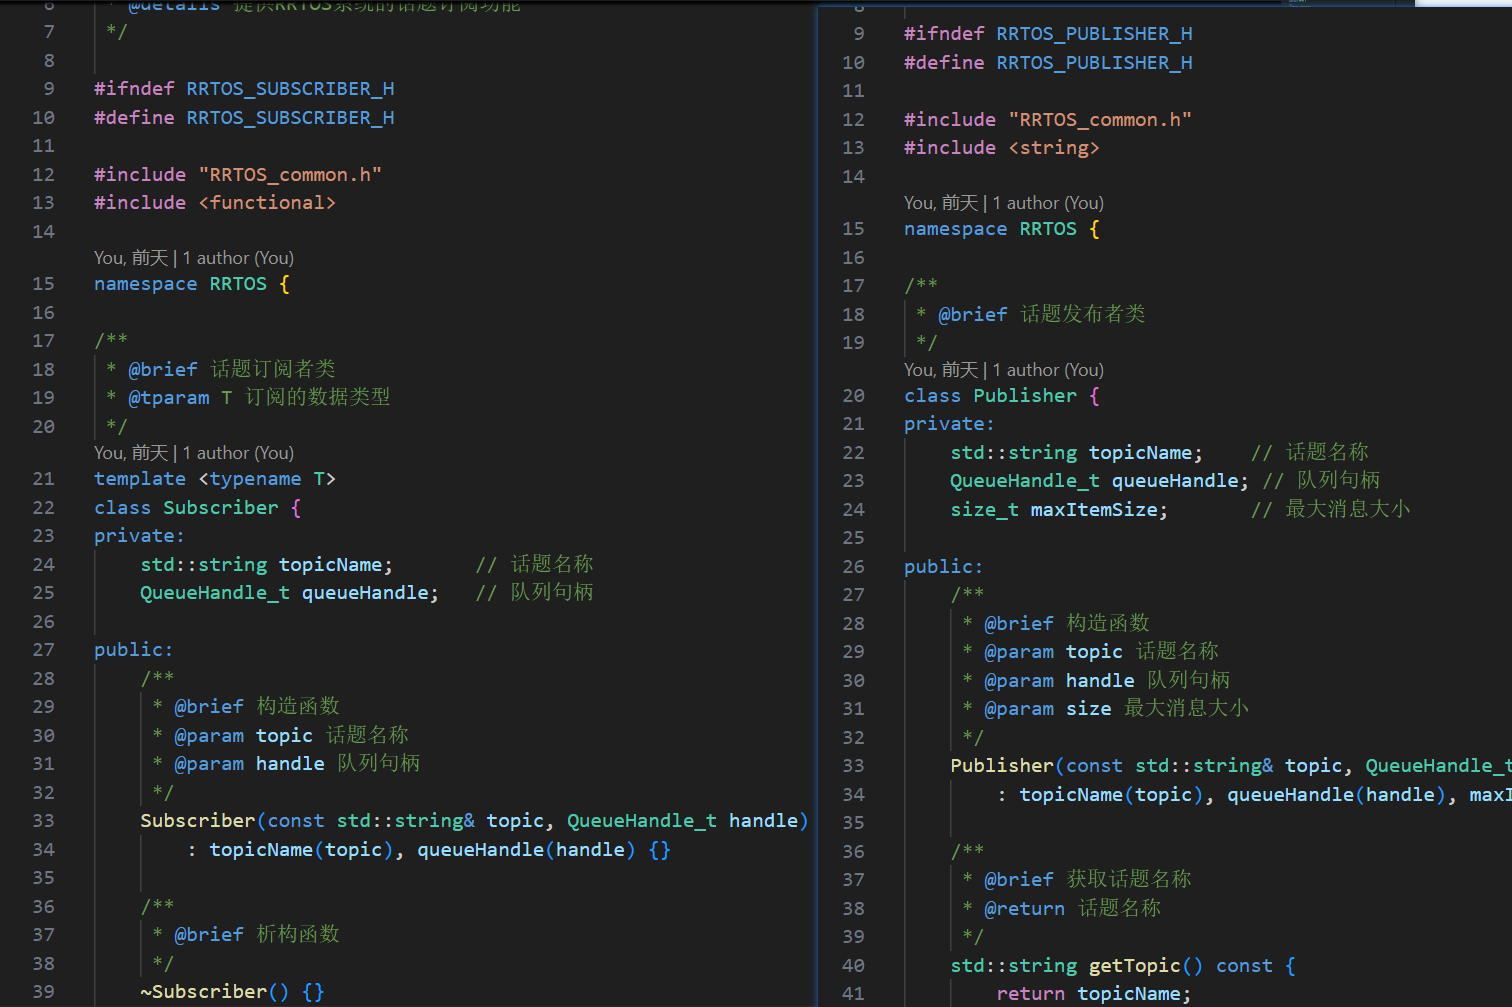 6 * @details 提供RRTOS系统的话题订阅功能
7 */
8
9 #ifndef RRTOS_SUBSCRIBER_H
10 #define RRTOS_SUBSCRIBER_H
11
12 #include "RRTOS_common.h"
13 #include <functional>
14
You, 前天 | 1 author (You)
15 namespace RRTOS {
16
17 /**
18 * @brief 话题订阅者类
19 * @tparam T 订阅的数据类型
20 */
You, 前天 | 1 author (You)
21 template <typename T>
22 class Subscriber {
23 private:
24 std::string topicName; // 话题名称
25 QueueHandle_t queueHandle; // 队列句柄
26
27 public:
28 /**
29 * @brief 构造函数
30 * @param topic 话题名称
31 * @param handle 队列句柄
32 */
33 Subscriber(const std::string& topic, QueueHandle_t handle)
34 : topicName(topic), queueHandle(handle) {}
35
36 /**
37 * @brief 析构函数
38 */
39 ~Subscriber() {}
8
9 #ifndef RRTOS_PUBLISHER_H
10 #define RRTOS_PUBLISHER_H
11
12 #include "RRTOS_common.h"
13 #include <string>
14
You, 前天 | 1 author (You)
15 namespace RRTOS {
16
17 /**
18 * @brief 话题发布者类
19 */
You, 前天 | 1 author (You)
20 class Publisher {
21 private:
22 std::string topicName; // 话题名称
23 QueueHandle_t queueHandle; // 队列句柄
24 size_t maxItemSize; // 最大消息大小
25
26 public:
27 /**
28 * @brief 构造函数
29 * @param topic 话题名称
30 * @param handle 队列句柄
31 * @param size 最大消息大小
32 */
33 Publisher(const std::string& topic, QueueHandle_t
34 : topicName(topic), queueHandle(handle), maxI
35
36 /**
37 * @brief 获取话题名称
38 * @return 话题名称
39 */
40 std::string getTopic() const {
41 return topicName;